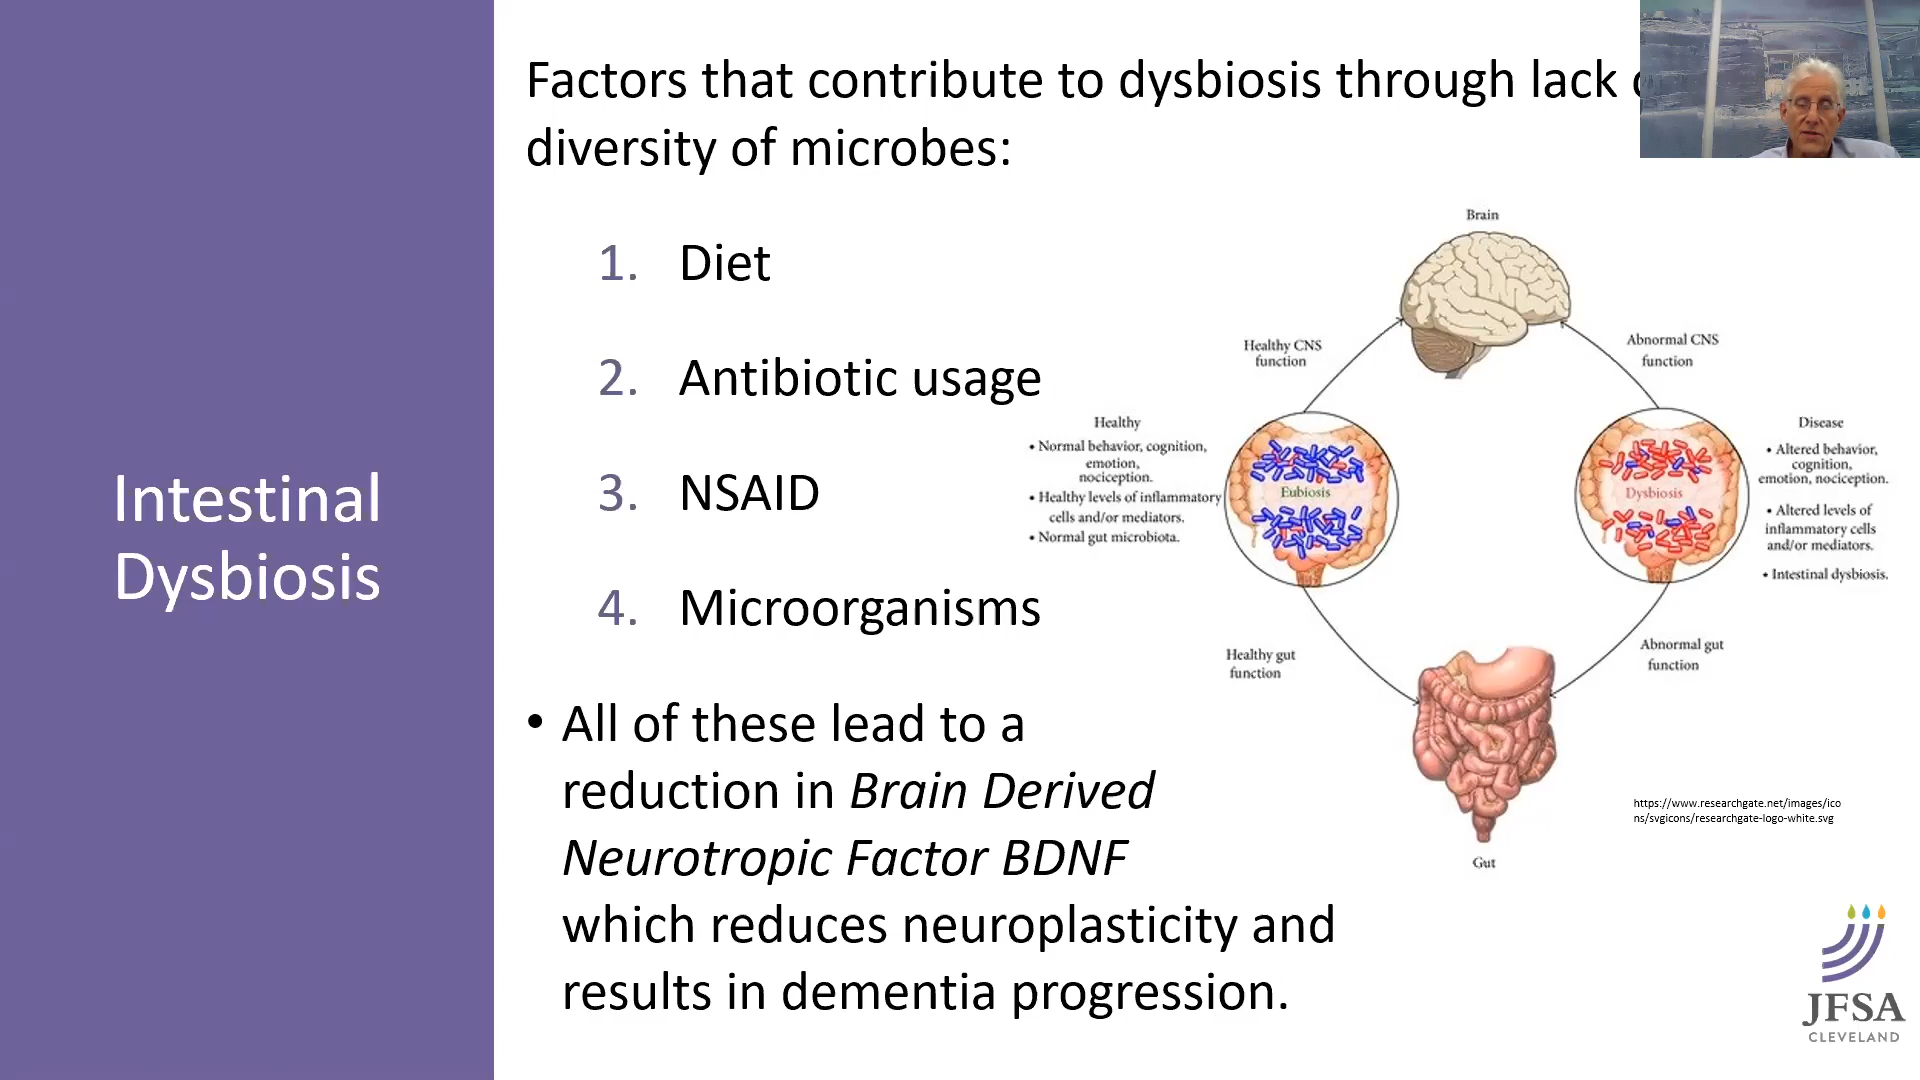 Intestinal
Dysbiosis
Factors that contribute to dysbiosis through lack
diversity of microbes:
1. Diet
2. Antibiotic usage
3. NSAID
4. Microorganisms
• All of these lead to a
reduction in Brain Derived
Neurotropic Factor BDNF
which reduces neuroplasticity and
results in dementia progression.
Brain
Healthy CNS
function
Abnormal CNS
function
Healthy
• Normal behavior, cognition,
emotion,
nociception.
• Healthy levels of inflammatory
cells and/or mediators.
• Normal gut microbiota.
Eubiosis
Dysbiosis
Disease
• Altered behavior,
cognition,
emotion, nociception.
• Altered levels of
inflammatory cells
and/or mediators.
• Intestinal dysbiosis.
Healthy gut
function
Abnormal gut
function
Gut
https://www.researchgate.net/images/ico
ns/svgicons/researchgate-logo-white.svg
JFSA
CLEVELAND